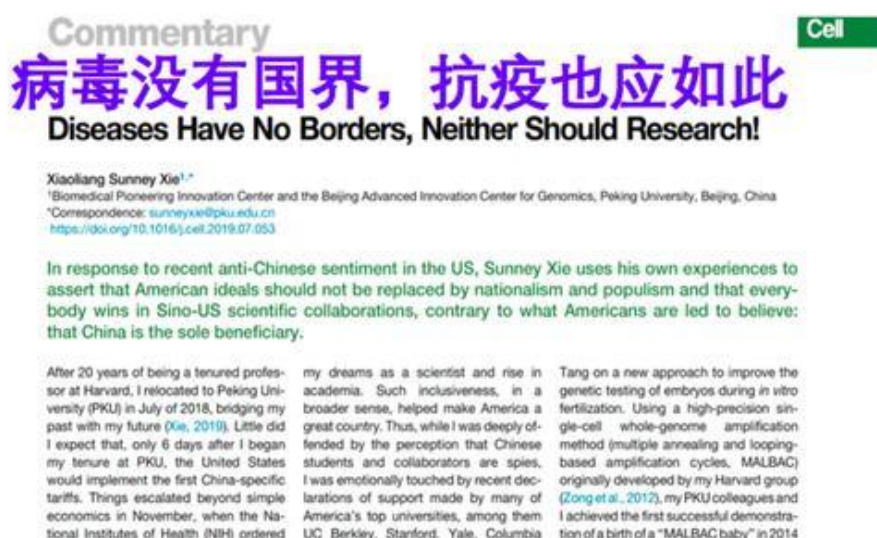 Commentary
Cell
病毒没有国界，抗疫也应如此
Diseases Have No Borders, Neither Should Research!
Xiaoliang Sunney Xie1,*
1Biomedical Pioneering Innovation Center and the Beijing Advanced Innovation Center for Genomics, Peking University, Beijing, China
*Correspondence: sunneyxie@pku.edu.cn
https://doi.org/10.1016/j.cell.2019.07.053
In response to recent anti-Chinese sentiment in the US, Sunney Xie uses his own experiences to
assert that American ideals should not be replaced by nationalism and populism and that every-
body wins in Sino-US scientific collaborations, contrary to what Americans are led to believe:
that China is the sole beneficiary.
After 20 years of being a tenured profes-
sor at Harvard, I relocated to Peking Uni-
versity (PKU) in July of 2018, bridging my
past with my future (Xie, 2019). Little did
I expect that, only 6 days after I began
my tenure at PKU, the United States
would implement the first China-specific
tariffs. Things escalated beyond simple
economics in November, when the Na-
tional Institutes of Health (NIH) ordered
my dreams as a scientist and rise in
academia. Such inclusiveness, in a
broader sense, helped make America a
great country. Thus, while I was deeply of-
fended by the perception that Chinese
students and collaborators are spies,
I was emotionally touched by recent dec-
larations of support made by many of
America's top universities, among them
UC Berkley, Stanford, Yale, Columbia
Tang on a new approach to improve the
genetic testing of embryos during in vitro
fertilization. Using a high-precision sin-
gle-cell whole-genome amplification
method (multiple annealing and looping-
based amplification cycles, MALBAC)
originally developed by my Harvard group
(Zong et al., 2012), my PKU colleagues and
I achieved the first successful demonstra-
tion of a birth of a "MALBAC baby" in 2014